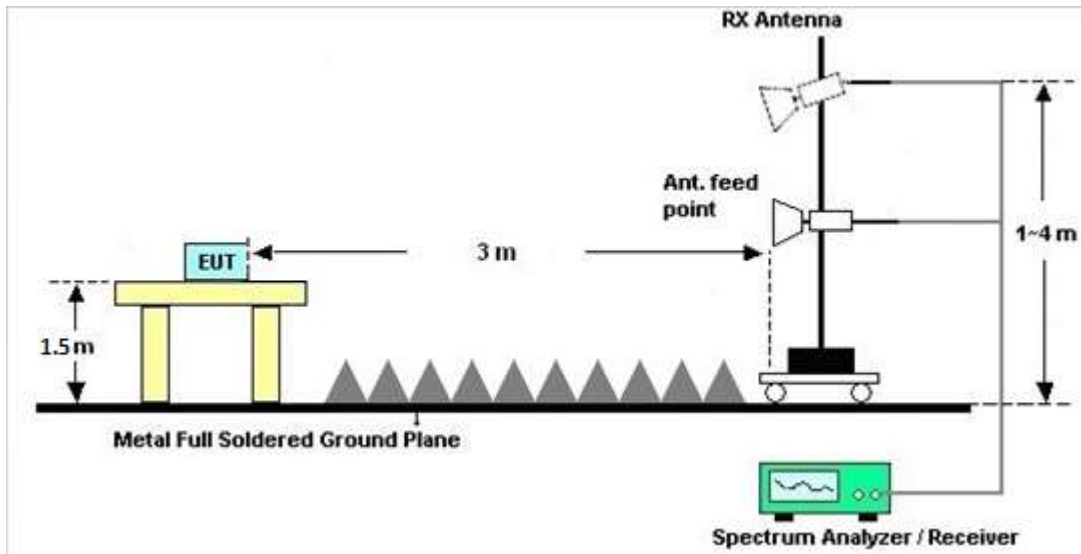 RX Antenna
Ant. feed
point
EUT
3 m
1~4 m
1.5 m
Metal Full Soldered Ground Plane
Spectrum Analyzer / Receiver